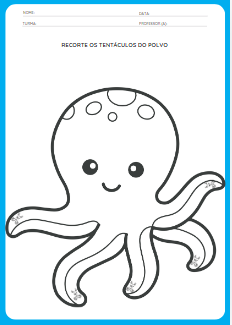 NOME: DATA:
TURMA: PROFESSOR (A):
RECORTE OS TENTÁCULOS DO POLVO